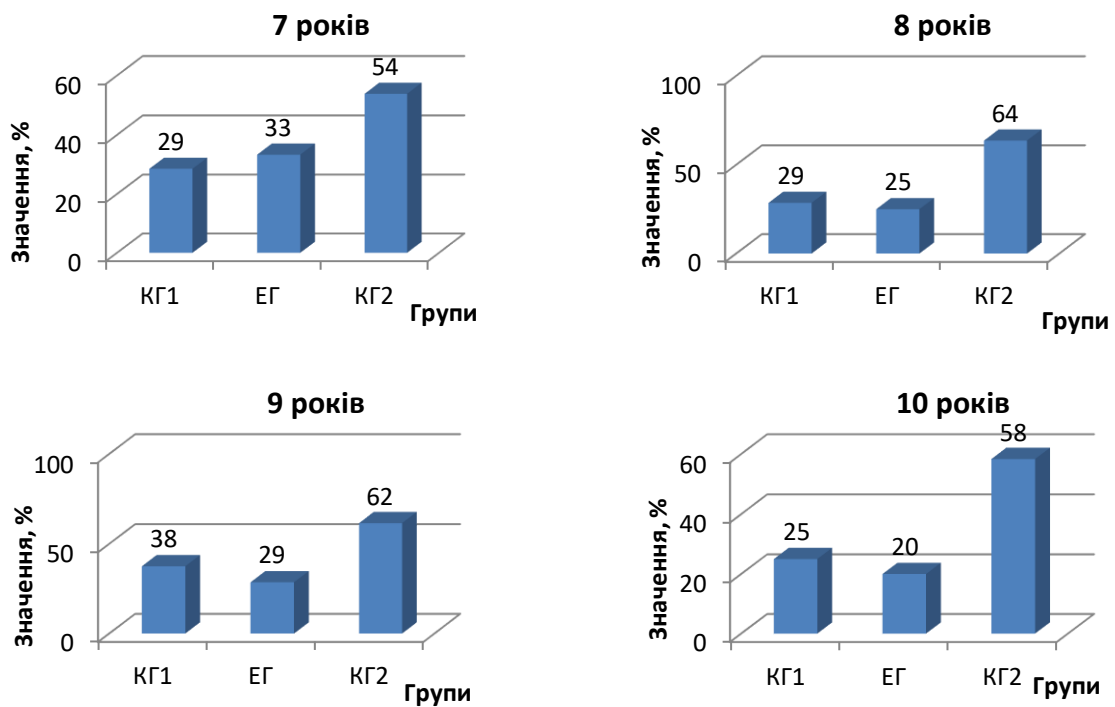 7 років
Значення, %
60
40
20
0
29
33
54
КГ1 ЕГ КГ2
Групи
8 років
Значення, %
100
50
0
29
25
64
КГ1 ЕГ КГ2
Групи
9 років
Значення, %
100
50
0
38
29
62
КГ1 ЕГ КГ2
Групи
10 років
Значення, %
60
40
20
0
25
20
58
КГ1 ЕГ КГ2
Групи